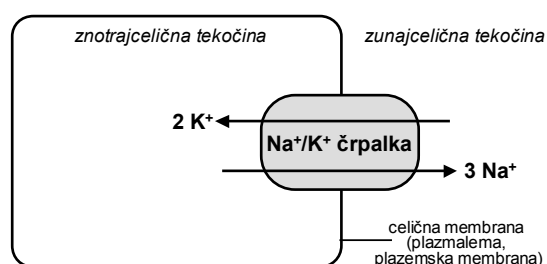 znotrajcelična tekočina
zunajcelična tekočina
2 K⁺
Na⁺/K⁺ črpalka
3 Na⁺
celična membrana
(plazmalema,
plazemska membrana)